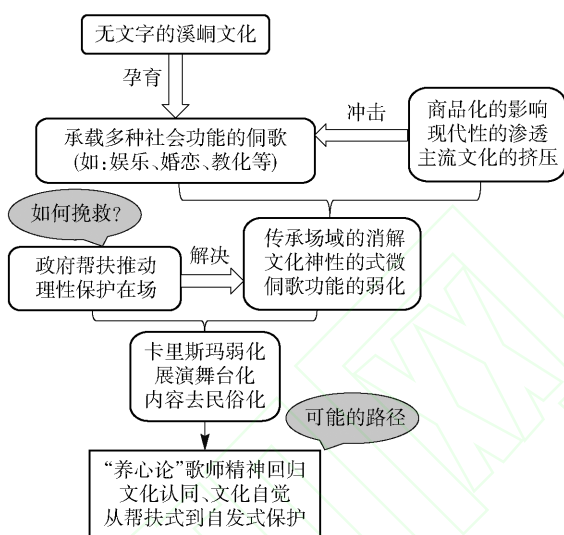 无文字的溪峒文化
孕育
承载多种社会功能的侗歌
(如:娱乐、婚恋、教化等)
冲击
商品化的影响
现代性的渗透
主流文化的挤压
如何挽救?
政府帮扶推动
理性保护在场
解决
传承场域的消解
文化神性的式微
侗歌功能的弱化
卡里斯玛弱化
展演舞台化
内容去民俗化
可能的路径
“养心论”歌师精神回归
文化认同、文化自觉
从帮扶式到自发式保护